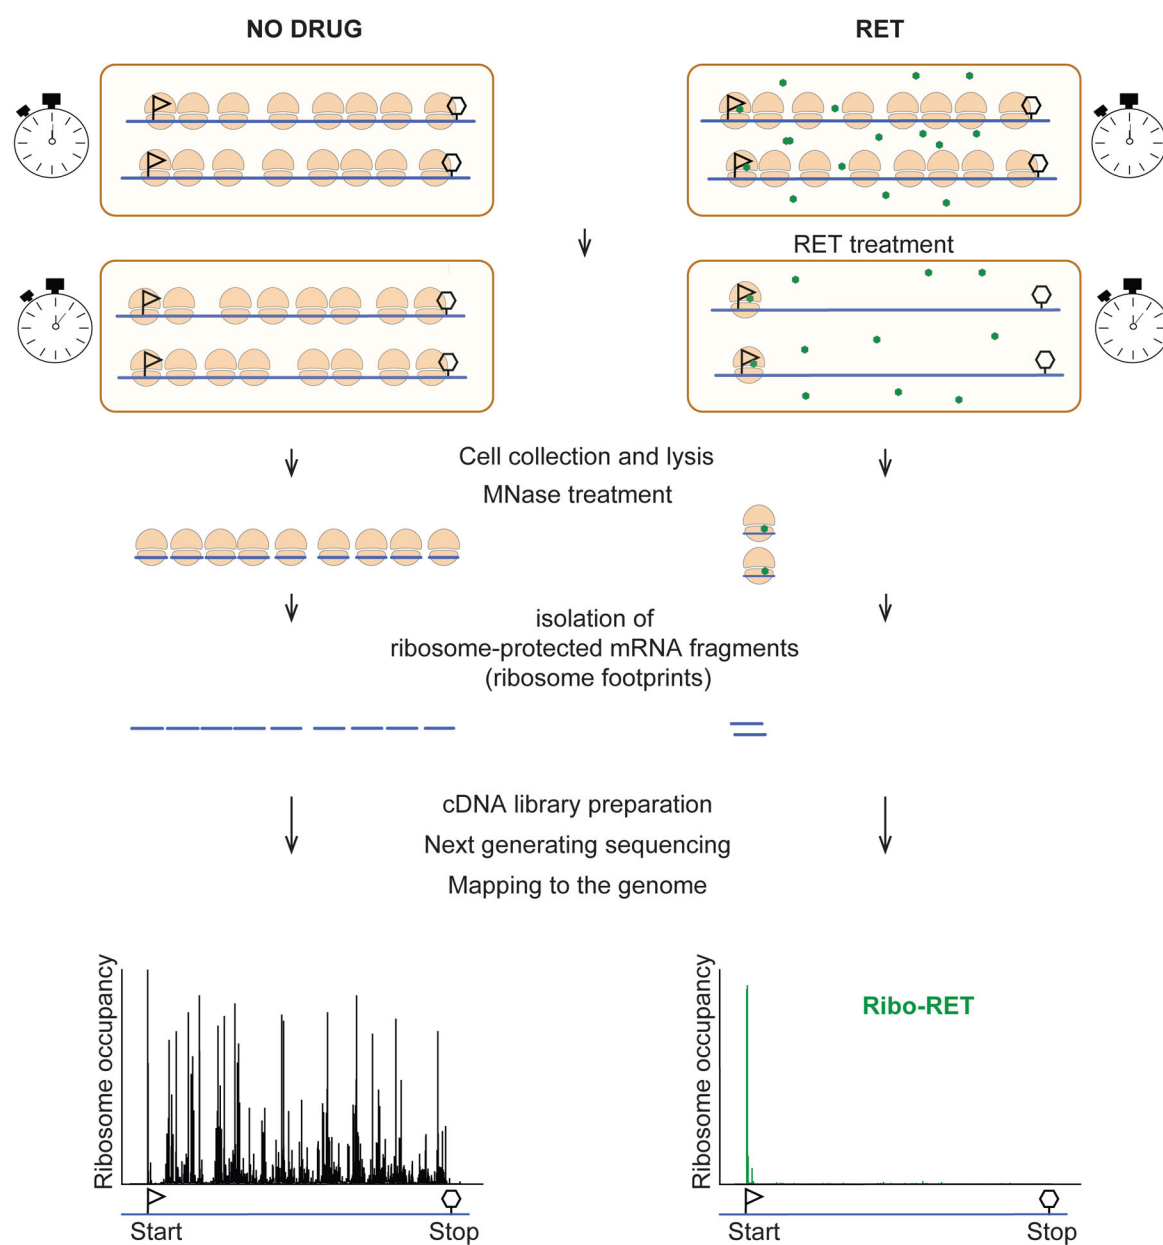 NO DRUG
RET
RET treatment
Cell collection and lysis
MNase treatment
isolation of
ribosome-protected mRNA fragments
(ribosome footprints)
cDNA library preparation
Next generating sequencing
Mapping to the genome
Ribosome occupancy
Ribosome occupancy
Ribo-RET
Start
Stop
Start
Stop